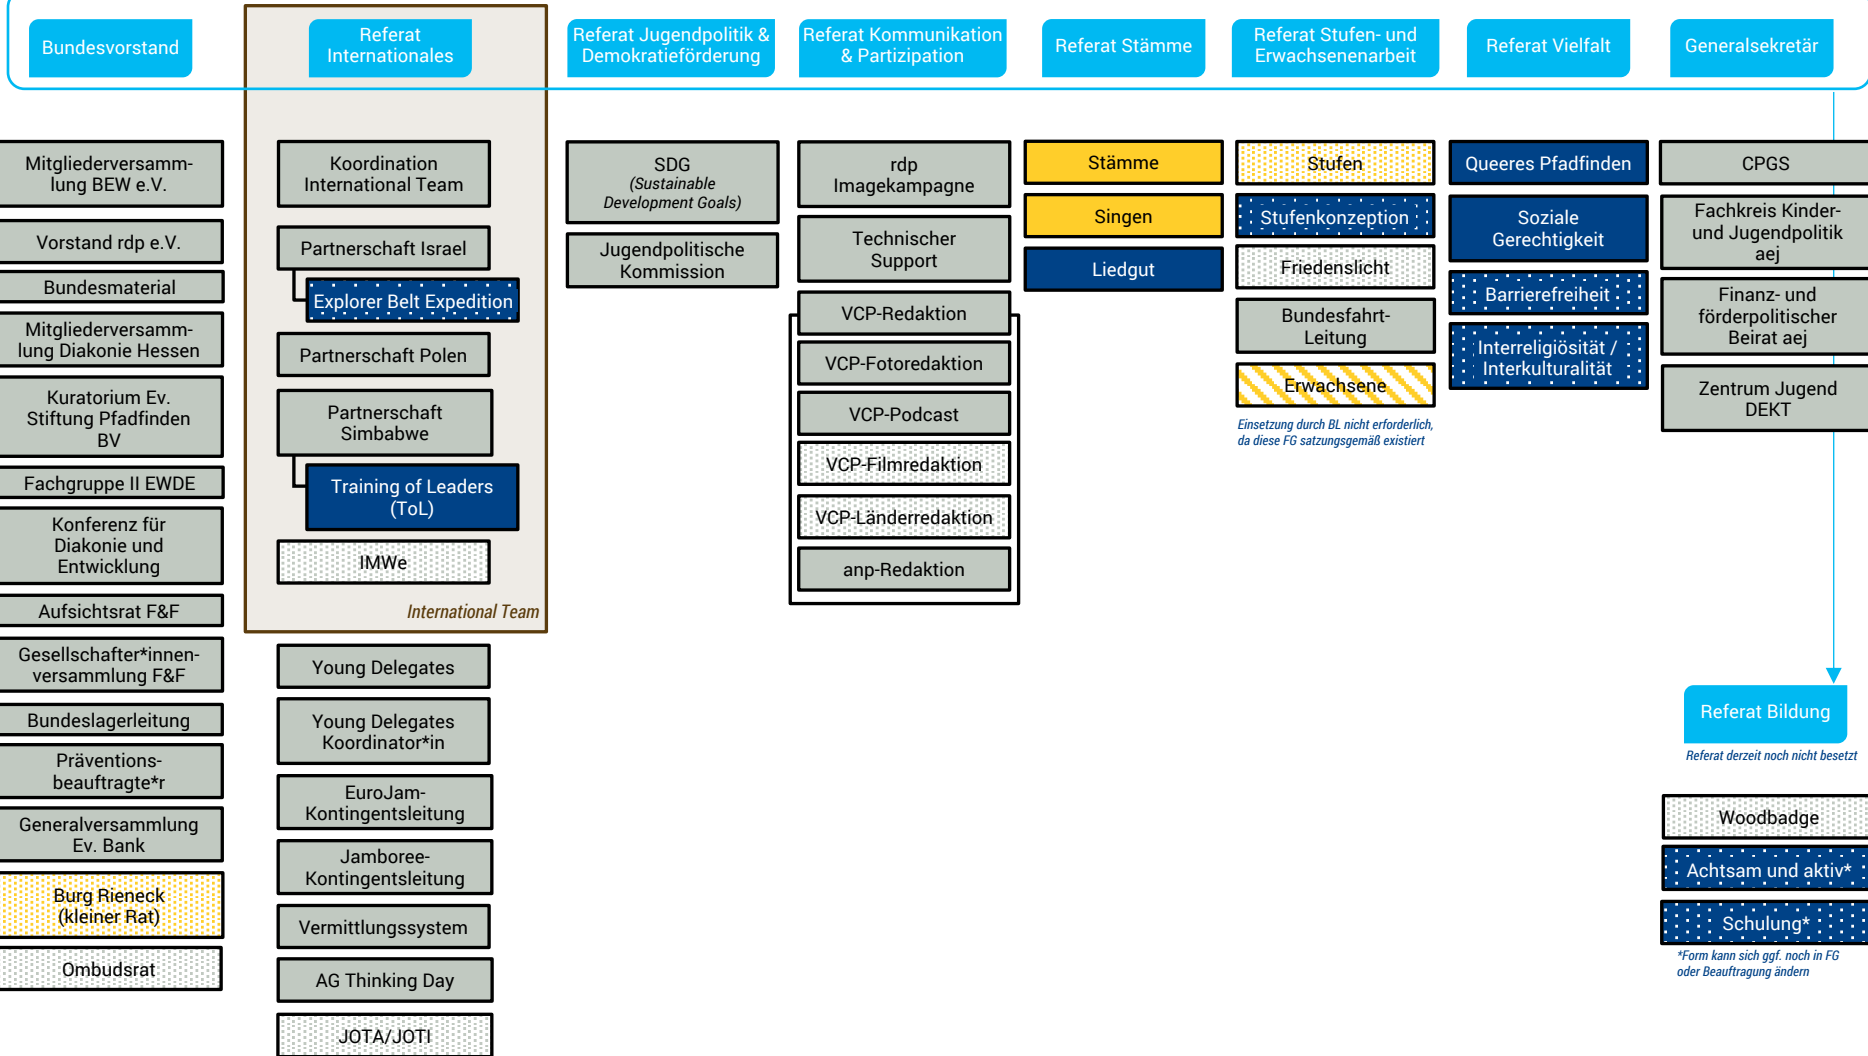 Bundesvorstand
Referat
Internationales
Referat Jugendpolitik &
Demokratieförderung
Referat Kommunikation
& Partizipation
Referat Stämme
Referat Stufen- und
Erwachsenenarbeit
Referat Vielfalt
Generalsekretär
Mitgliederversamm-
lung BEW e.V.
Vorstand rdp e.V.
Bundesmaterial
Mitgliederversamm-
lung Diakonie Hessen
Kuratorium Ev.
Stiftung Pfadfinden
BV
Fachgruppe II EWDE
Konferenz für
Diakonie und
Entwicklung
Aufsichtsrat F&F
Gesellschafter*innen-
versammlung F&F
Bundeslagerleitung
Präventions-
beauftragte*r
Generalversammlung
Ev. Bank
Burg Rieneck
(kleiner Rat)
Ombudsrat
Koordination
International Team
Partnerschaft Israel
Explorer Belt Expedition
Partnerschaft Polen
Partnerschaft
Simbabwe
Training of Leaders
(ToL)
IMWe
International Team
Young Delegates
Young Delegates
Koordinator*in
EuroJam-
Kontingentsleitung
Jamboree-
Kontingentsleitung
Vermittlungssystem
AG Thinking Day
JOTA/JOTI
SDG
(Sustainable
Development Goals)
Jugendpolitische
Kommission
rdp
Imagekampagne
Technischer
Support
VCP-Redaktion
VCP-Fotoredaktion
VCP-Podcast
VCP-Filmredaktion
VCP-Länderredaktion
anp-Redaktion
Stämme
Singen
Liedgut
Stufen
Stufenkonzeption
Friedenslicht
Bundesfahrt-
Leitung
Erwachsene
Einsetzung durch BL nicht erforderlich,
da diese FG satzungsgemäß existiert
Queeres Pfadfinden
Soziale
Gerechtigkeit
Barrierefreiheit
Interreligiösität /
Interkulturalität
CPGS
Fachkreis Kinder-
und Jugendpolitik
aej
Finanz- und
förderpolitischer
Beirat aej
Zentrum Jugend
DEKT
Referat Bildung
Referat derzeit noch nicht besetzt
Woodbadge
Achtsam und aktiv*
Schulung*
*Form kann sich ggf. noch in FG
oder Beauftragung ändern